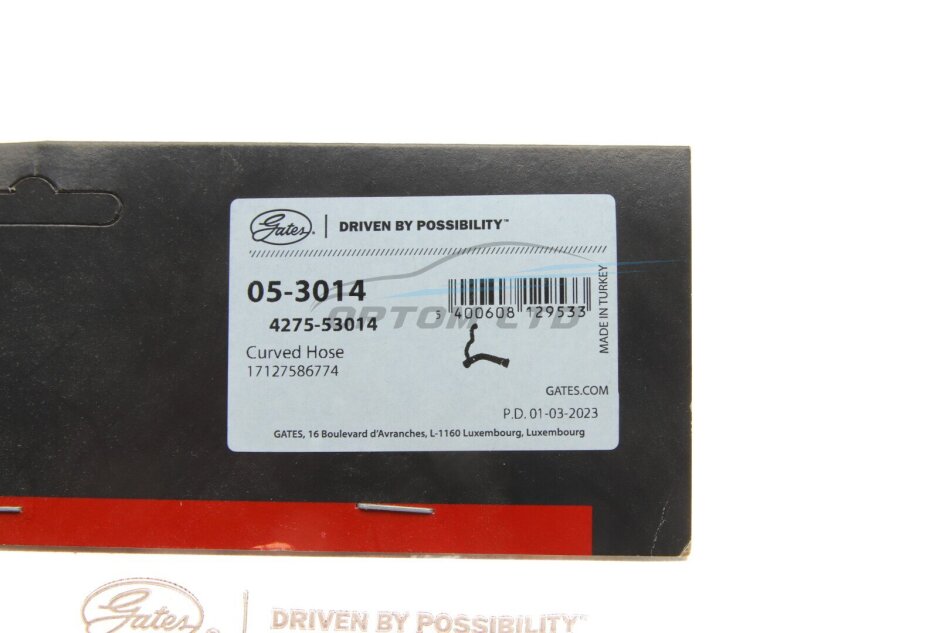 Gates. | DRIVEN BY POSSIBILITY™
05-3014
4275-53014
Curved Hose
17127586774
5 400608 129533
MADE IN TURKEY
OPTOM LTD
GATES.COM
P.D. 01-03-2023
GATES, 16 Boulevard d'Avranches, L-1160 Luxembourg, Luxembourg
Gates® | DRIVEN BY POSSIBILITY™